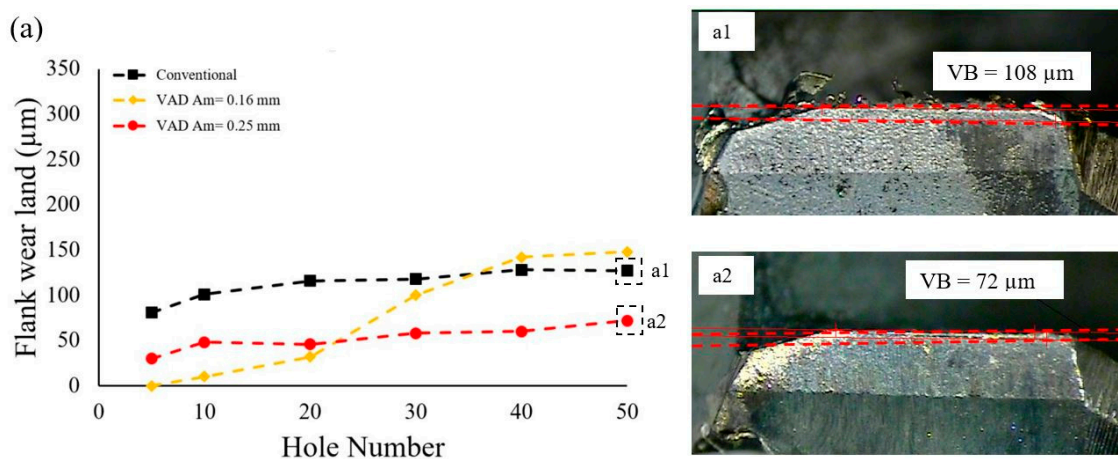 (a)
350
300
250
200
150
100
50
0
Flank wear land (µm)
Conventional
VAD Am= 0.16 mm
VAD Am= 0.25 mm
a1
a2
0
10
20
30
40
50
Hole Number
a1
VB = 108 µm
a2
VB = 72 µm